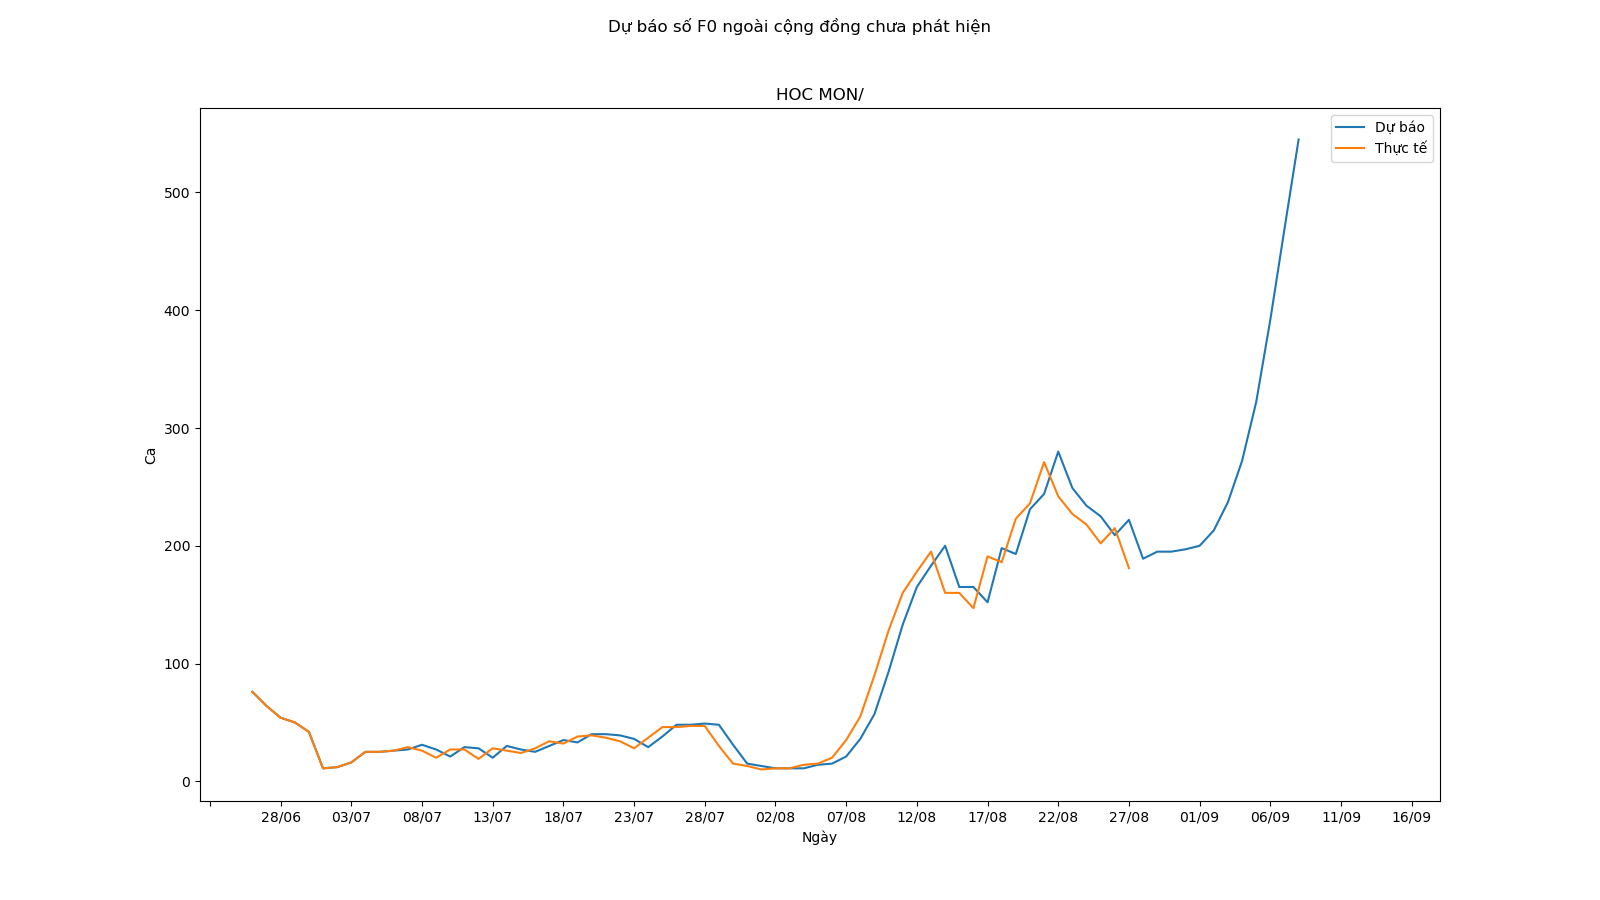 Dự báo số F0 ngoài cộng đồng chưa phát hiện
HOC MON/
Dự báo
Thực tế
500
400
300
200
100
0
Ca
28/06 03/07 08/07 13/07 18/07 23/07 28/07 02/08 07/08 12/08 17/08 22/08 27/08 01/09 06/09 11/09 16/09
Ngày